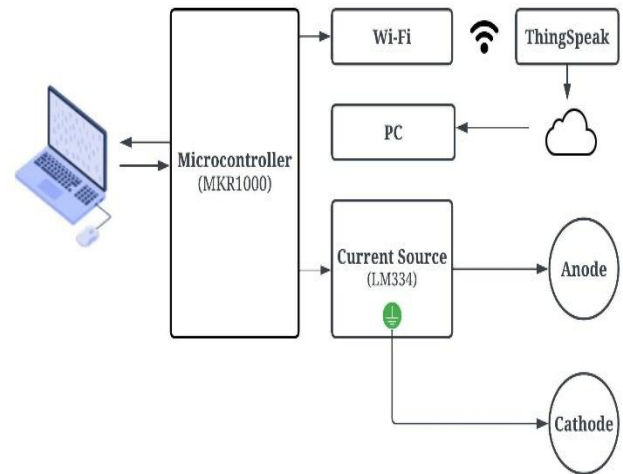 Wi-Fi
ThingSpeak
PC
Microcontroller
(MKR1000)
Current Source
(LM334)
Anode
Cathode